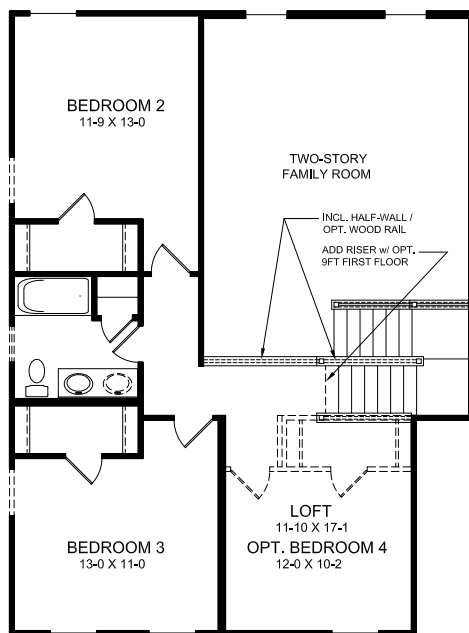 BEDROOM 2
11-9 X 13-0
TWO-STORY
FAMILY ROOM
INCL. HALF-WALL /
OPT. WOOD RAIL
ADD RISER w/ OPT.
9FT FIRST FLOOR
LOFT
11-10 X 17-1
OPT. BEDROOM 4
12-0 X 10-2
BEDROOM 3
13-0 X 11-0